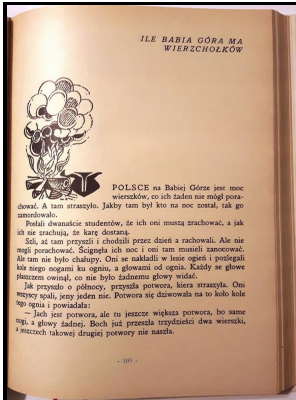 ILE BABIA GÓRA MA
WIERZCHOŁKÓW
POLSCE na Babiej Górze jest moc
wierszków, co ich żaden nie mógł pora-
chować. A tam straszyło. Jakby tam był kto na noc został, tak go
zamordowało.
Posłali dwanaście studentów, że ich oni muszą zrachować, a jak
ich nie zrachują, że karę dostaną.
Szli, aż tam przyszli i chodzili przez dzień a rachowali. Ale nie
mogli porachować. Ścignęła ich noc i oni tam musieli zanocować.
Ale tam nie było chałupy. Oni se nakładli w lesie ogień i pozlegali
kole niego nogami ku ogniu, a głowami od ognia. Każdy se głowe
płaszczem owinął, co nie było żadnemu głowy widać.
Jak przyszło o północy, przyszła potwora, kiera straszyła. Oni
wszyscy spali, jeny jeden nie. Potwora się dziwowała na to koło kole
tego ognia i powiadała:
— Jach jest potwora, ale tu jeszcze większa potwora, bo same
nogi, a głowy żadnej. Boch już przeszła trzydzieści dwa wierszki,
a jeszczech takowej drugiej potwory nie naszła.
· 105 ·